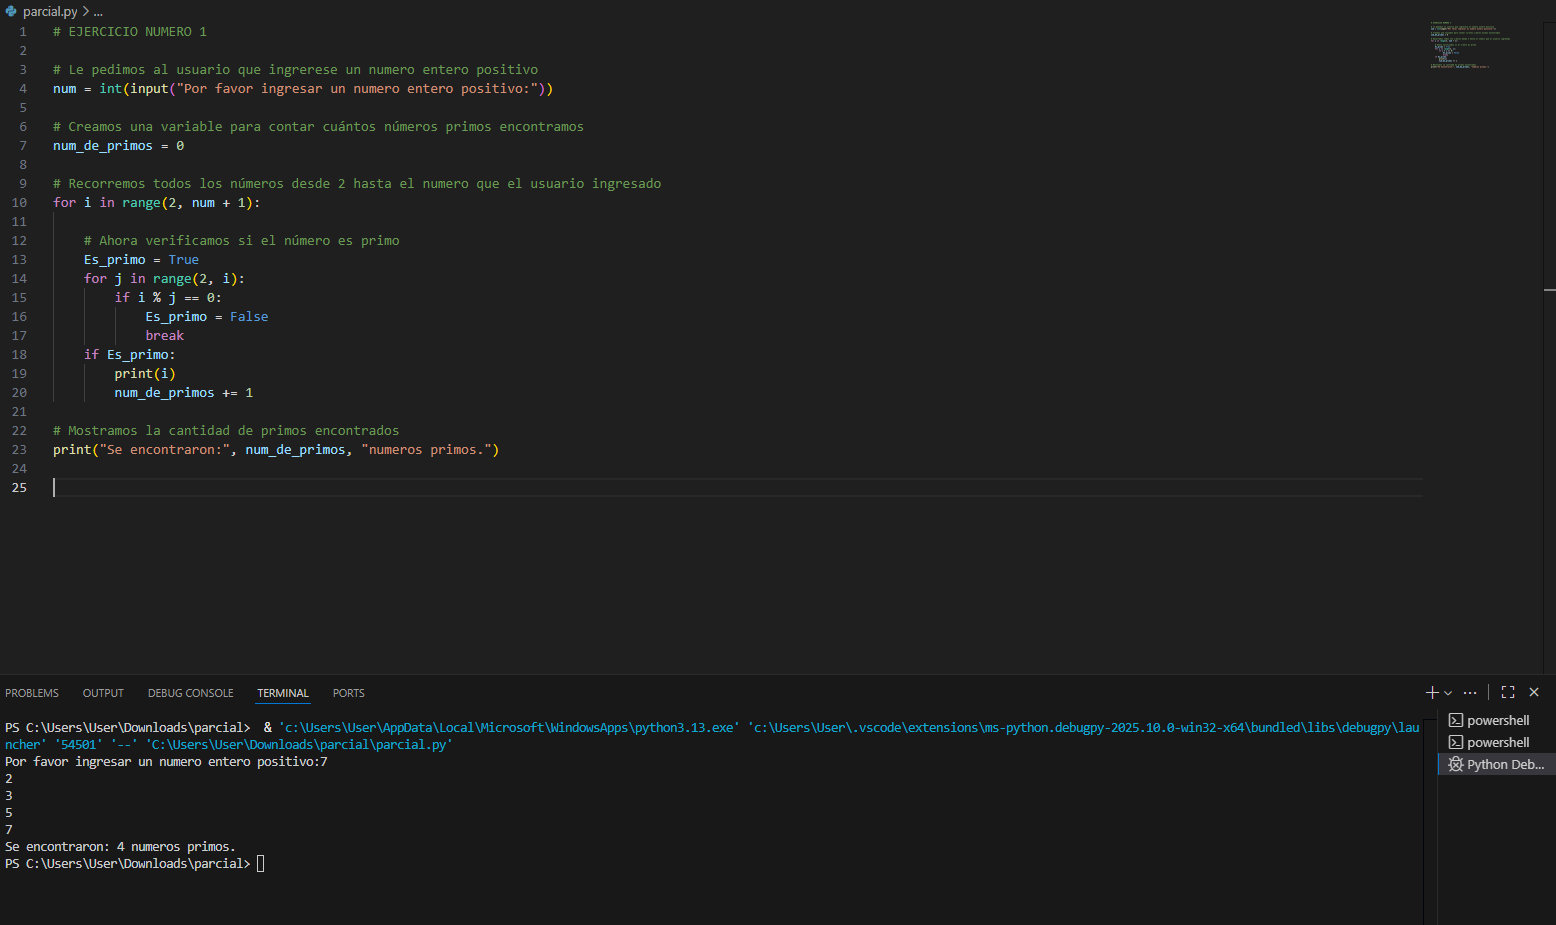 parcial.py > ...
1 # EJERCICIO NUMERO 1
2
3 # Le pedimos al usuario que ingrerese un numero entero positivo
4 num = int(input("Por favor ingresar un numero entero positivo:"))
5
6 # Creamos una variable para contar cuántos números primos encontramos
7 num_de_primos = 0
8
9 # Recorremos todos los números desde 2 hasta el numero que el usuario ingresado
10 for i in range(2, num + 1):
11
12     # Ahora verificamos si el número es primo
13     Es_primo = True
14     for j in range(2, i):
15         if i % j == 0:
16             Es_primo = False
17             break
18     if Es_primo:
19         print(i)
20         num_de_primos += 1
21
22 # Mostramos la cantidad de primos encontrados
23 print("Se encontraron:", num_de_primos, "numeros primos.")
24
25
PROBLEMS OUTPUT DEBUG CONSOLE TERMINAL PORTS
PS C:\Users\User\Downloads\parcial>  & 'c:\Users\User\AppData\Local\Microsoft\WindowsApps\python3.13.exe' 'c:\Users\User\.vscode\extensions\ms-python.debugpy-2025.10.0-win32-x64\bundled\libs\debugpy\lau
ncher' '54501' '--' 'C:\Users\User\Downloads\parcial\parcial.py'
Por favor ingresar un numero entero positivo:7
2
3
5
7
Se encontraron: 4 numeros primos.
PS C:\Users\User\Downloads\parcial>
powershell
powershell
Python Deb...